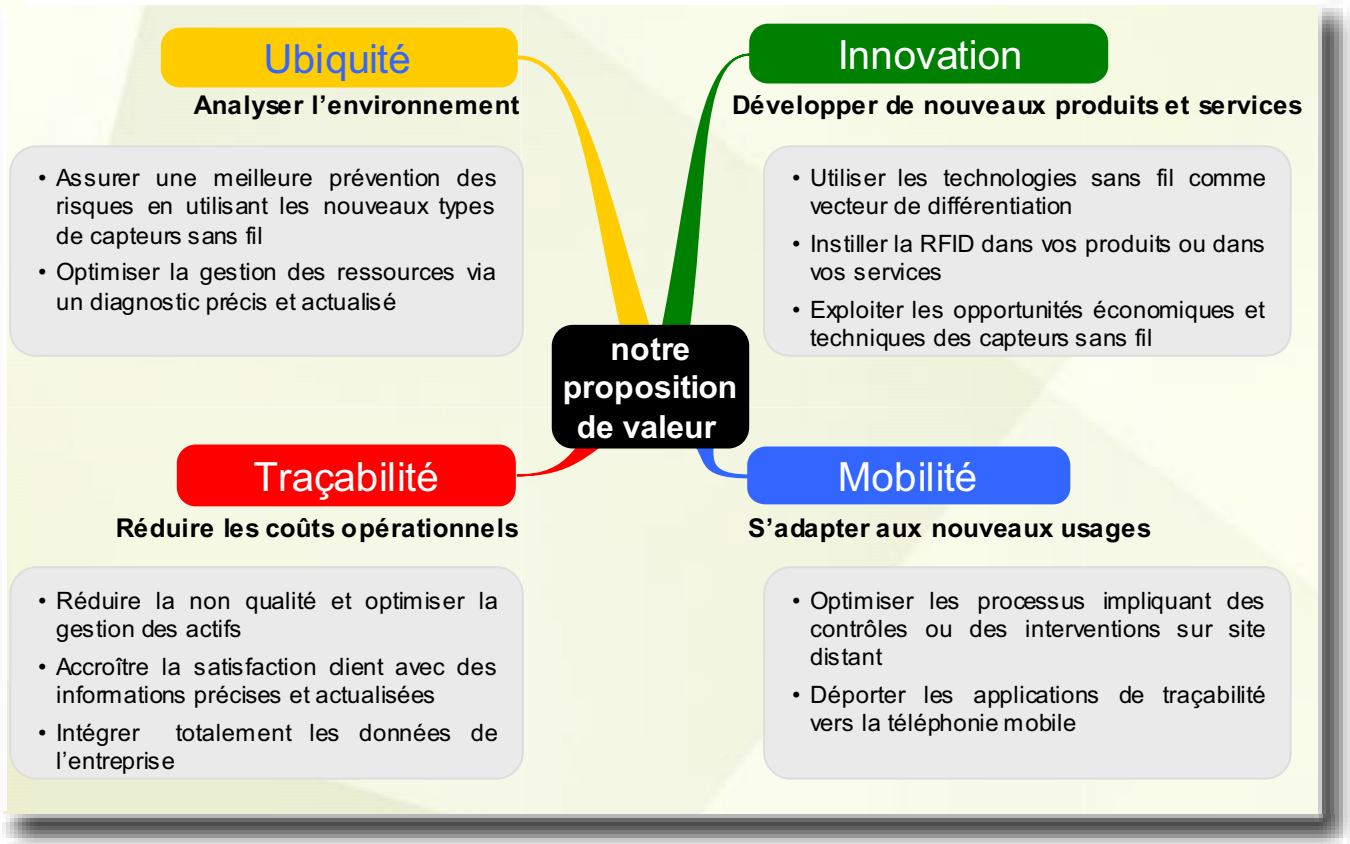 Ubiquité
Analyser l’environnement
• Assurer une meilleure prévention des
risques en utilisant les nouveaux types
de capteurs sans fil
• Optimiser la gestion des ressources via
un diagnostic précis et actualisé
Innovation
Développer de nouveaux produits et services
• Utiliser les technologies sans fil comme
vecteur de différentiation
• Instiller la RFID dans vos produits ou dans
vos services
• Exploiter les opportunités économiques et
techniques des capteurs sans fil
notre
proposition
de valeur
Traçabilité
Réduire les coûts opérationnels
• Réduire la non qualité et optimiser la
gestion des actifs
• Accroître la satisfaction client avec des
informations précises et actualisées
• Intégrer totalement les données de
l’entreprise
Mobilité
S’adapter aux nouveaux usages
• Optimiser les processus impliquant des
contrôles ou des interventions sur site
distant
• Déporter les applications de traçabilité
vers la téléphonie mobile